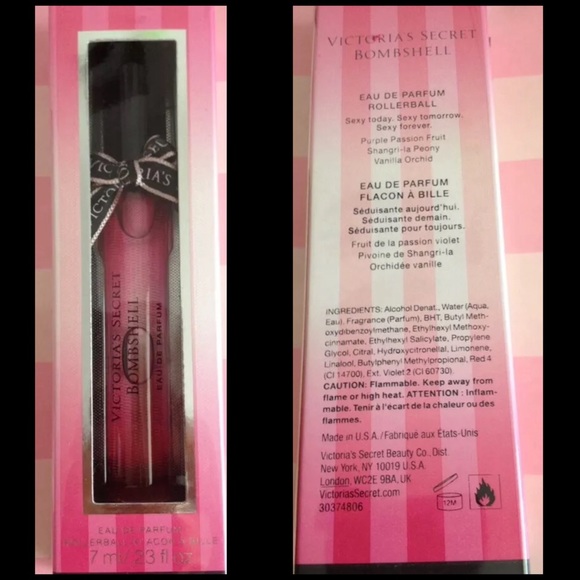 VICTORIA'S SECRET
BOMBSHELL
EAU DE PARFUM
EAU DE PARFUM
7 ml/.23 fl
VICTORIA'S SECRET
BOMBSHELL
EAU DE PARFUM
ROLLERBALL
Sexy today. Sexy tomorrow.
Sexy forever.
Purple Passion Fruit
Shangri-la Peony
Vanilla Orchid
EAU DE PARFUM
FLACON À BILLE
Séduisante aujourd'hui.
Séduisante demain.
Séduisante pour toujours.
Fruit de la passion violet
Pivoine de Shangri-la
Orchidée vanille
INGREDIENTS: Alcohol Denat., Water (Aqua,
Eau), Fragrance (Parfum), BHT, Butyl Meth-
oxydibenzoylmethane, Ethylhexyl Methoxy-
cinnamate, Ethylhexyl Salicylate, Propylene
Glycol, Citral, Hydroxycitronellal, Limonene,
Linalool, Butylphenyl Methylpropional, Red 4
(CI 14700), Ext. Violet 2 (CI 60730).
CAUTION: Flammable. Keep away from
flame or high heat. ATTENTION : Inflam-
mable. Tenir à l'écart de la chaleur ou des
flammes.
Made in U.S.A./Fabriqué aux États-Unis
Victoria's Secret Beauty Co., Dist.
New York, NY 10019 U.S.A.
London, WC2E 9BA, UK
VictoriasSecret.com
30374806
12M